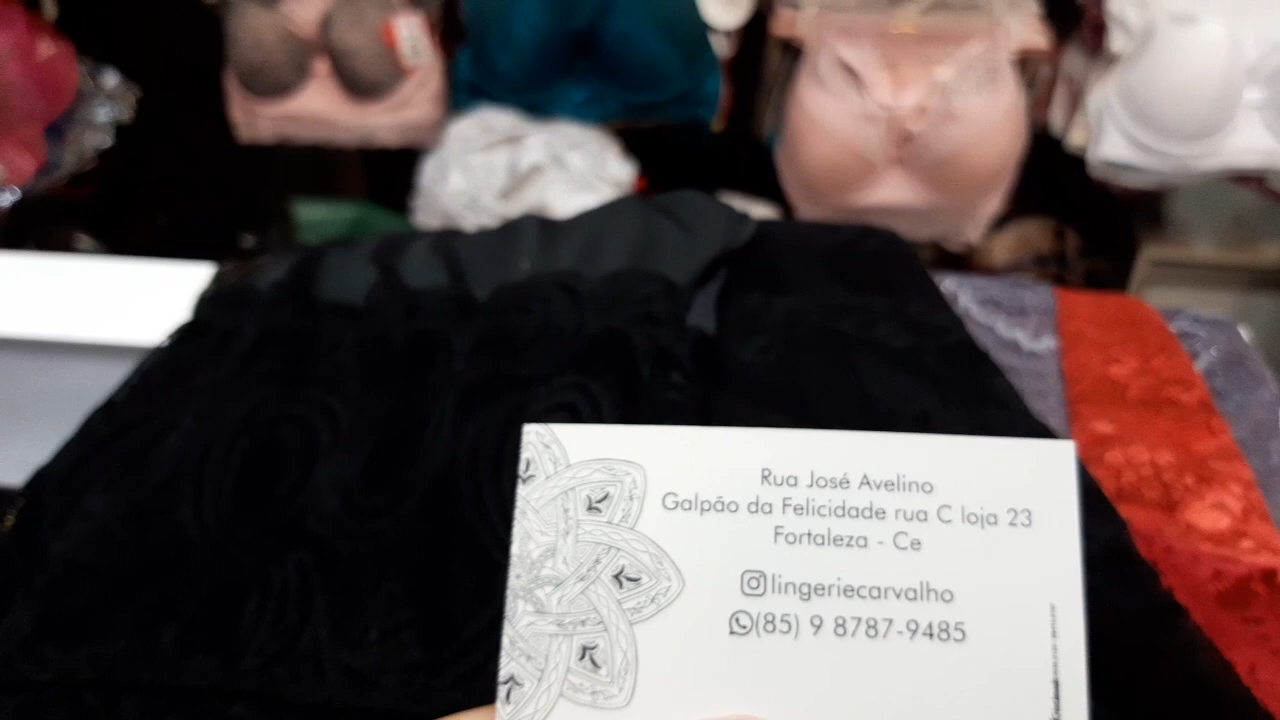 Rua José Avelino
Galpão da Felicidade rua C loja 23
Fortaleza - Ce
lingeriecarvalho
(85) 9 8787-9485